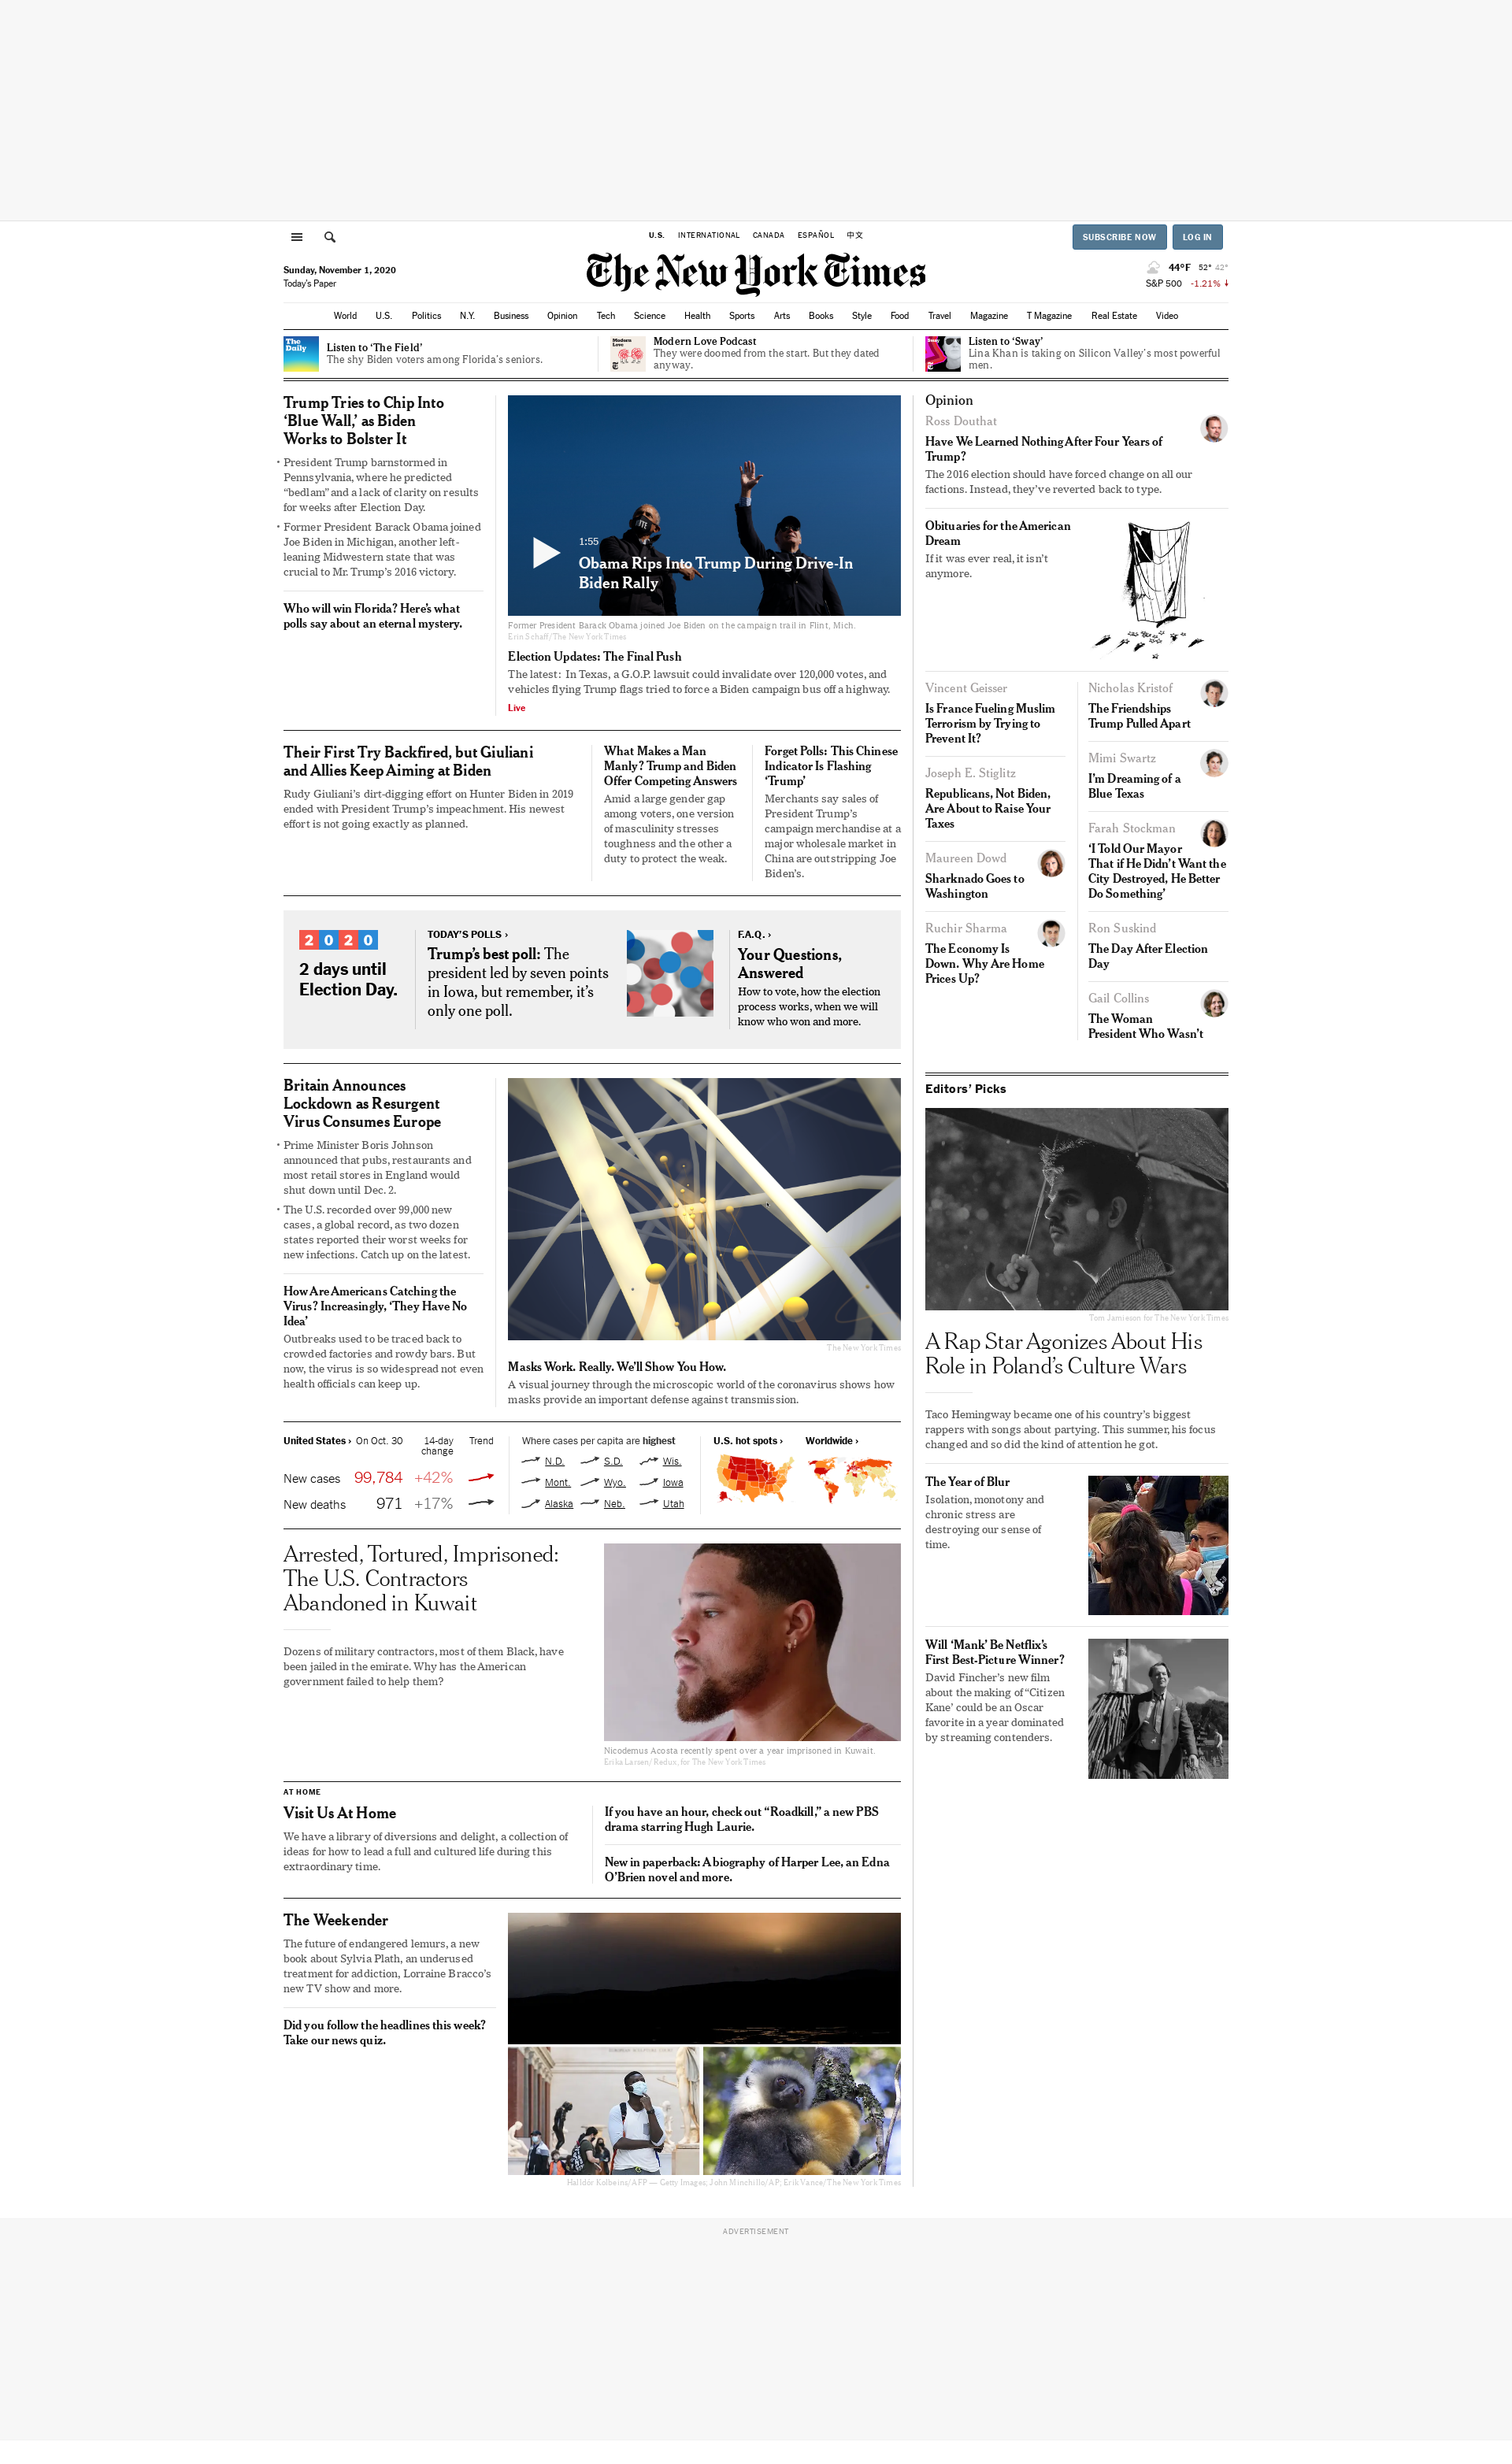 U.S. INTERNATIONAL CANADA ESPAÑOL 中文
SUBSCRIBE NOW LOG IN
Sunday, November 1, 2020
Today's Paper
The New York Times
44°F 52° 42°
S&P 500 -1.21%
World U.S. Politics N.Y. Business Opinion Tech Science Health Sports Arts Books Style Food Travel Magazine T Magazine Real Estate Video
The
Daily
Listen to ‘The Field’
The shy Biden voters among Florida’s seniors.
Modern
Love
Modern Love Podcast
They were doomed from the start. But they dated
anyway.
Sway
Listen to ‘Sway’
Lina Khan is taking on Silicon Valley’s most powerful
men.
Trump Tries to Chip Into
‘Blue Wall,’ as Biden
Works to Bolster It
• President Trump barnstormed in
Pennsylvania, where he predicted
“bedlam” and a lack of clarity on results
for weeks after Election Day.
• Former President Barack Obama joined
Joe Biden in Michigan, another left-
leaning Midwestern state that was
crucial to Mr. Trump’s 2016 victory.
Who will win Florida? Here’s what
polls say about an eternal mystery.
1:55
Obama Rips Into Trump During Drive-In
Biden Rally
Former President Barack Obama joined Joe Biden on the campaign trail in Flint, Mich.
Erin Schaff/The New York Times
Election Updates: The Final Push
The latest: In Texas, a G.O.P. lawsuit could invalidate over 120,000 votes, and
vehicles flying Trump flags tried to force a Biden campaign bus off a highway.
Live
Their First Try Backfired, but Giuliani
and Allies Keep Aiming at Biden
Rudy Giuliani’s dirt-digging effort on Hunter Biden in 2019
ended with President Trump’s impeachment. His newest
effort is not going exactly as planned.
What Makes a Man
Manly? Trump and Biden
Offer Competing Answers
Amid a large gender gap
among voters, one version
of masculinity stresses
toughness and the other a
duty to protect the weak.
Forget Polls: This Chinese
Indicator Is Flashing
‘Trump’
Merchants say sales of
President Trump’s
campaign merchandise at a
major wholesale market in
China are outstripping Joe
Biden’s.
2020
2 days until
Election Day.
TODAY’S POLLS ›
Trump’s best poll: The
president led by seven points
in Iowa, but remember, it’s
only one poll.
F.A.Q. ›
Your Questions,
Answered
How to vote, how the election
process works, when we will
know who won and more.
Britain Announces
Lockdown as Resurgent
Virus Consumes Europe
• Prime Minister Boris Johnson
announced that pubs, restaurants and
most retail stores in England would
shut down until Dec. 2.
• The U.S. recorded over 99,000 new
cases, a global record, as two dozen
states reported their worst weeks for
new infections. Catch up on the latest.
How Are Americans Catching the
Virus? Increasingly, ‘They Have No
Idea’
Outbreaks used to be traced back to
crowded factories and rowdy bars. But
now, the virus is so widespread not even
health officials can keep up.
The New York Times
Masks Work. Really. We’ll Show You How.
A visual journey through the microscopic world of the coronavirus shows how
masks provide an important defense against transmission.
United States › On Oct. 30 14-day
change Trend
New cases 99,784 +42%
New deaths 971 +17%
Where cases per capita are highest
N.D. S.D. Wis.
Mont. Wyo. Iowa
Alaska Neb. Utah
U.S. hot spots › Worldwide ›
Arrested, Tortured, Imprisoned:
The U.S. Contractors
Abandoned in Kuwait
Dozens of military contractors, most of them Black, have
been jailed in the emirate. Why has the American
government failed to help them?
Nicodemus Acosta recently spent over a year imprisoned in Kuwait.
Erika Larsen/Redux, for The New York Times
AT HOME
Visit Us At Home
We have a library of diversions and delight, a collection of
ideas for how to lead a full and cultured life during this
extraordinary time.
If you have an hour, check out “Roadkill,” a new PBS
drama starring Hugh Laurie.
New in paperback: A biography of Harper Lee, an Edna
O’Brien novel and more.
The Weekender
The future of endangered lemurs, a new
book about Sylvia Plath, an underused
treatment for addiction, Lorraine Bracco’s
new TV show and more.
Did you follow the headlines this week?
Take our news quiz.
Halldór Kolbeins/AFP — Getty Images; John Minchillo/AP; Erik Vance/The New York Times
Opinion
Ross Douthat
Have We Learned Nothing After Four Years of
Trump?
The 2016 election should have forced change on all our
factions. Instead, they’ve reverted back to type.
Obituaries for the American
Dream
If it was ever real, it isn’t
anymore.
Vincent Geisser
Is France Fueling Muslim
Terrorism by Trying to
Prevent It?
Joseph E. Stiglitz
Republicans, Not Biden,
Are About to Raise Your
Taxes
Maureen Dowd
Sharknado Goes to
Washington
Ruchir Sharma
The Economy Is
Down. Why Are Home
Prices Up?
Nicholas Kristof
The Friendships
Trump Pulled Apart
Mimi Swartz
I’m Dreaming of a
Blue Texas
Farah Stockman
‘I Told Our Mayor
That if He Didn’t Want the
City Destroyed, He Better
Do Something’
Ron Suskind
The Day After Election
Day
Gail Collins
The Woman
President Who Wasn’t
Editors’ Picks
Tom Jamieson for The New York Times
A Rap Star Agonizes About His
Role in Poland’s Culture Wars
Taco Hemingway became one of his country’s biggest
rappers with songs about partying. This summer, his focus
changed and so did the kind of attention he got.
The Year of Blur
Isolation, monotony and
chronic stress are
destroying our sense of
time.
Will ‘Mank’ Be Netflix’s
First Best-Picture Winner?
David Fincher’s new film
about the making of “Citizen
Kane’ could be an Oscar
favorite in a year dominated
by streaming contenders.
ADVERTISEMENT